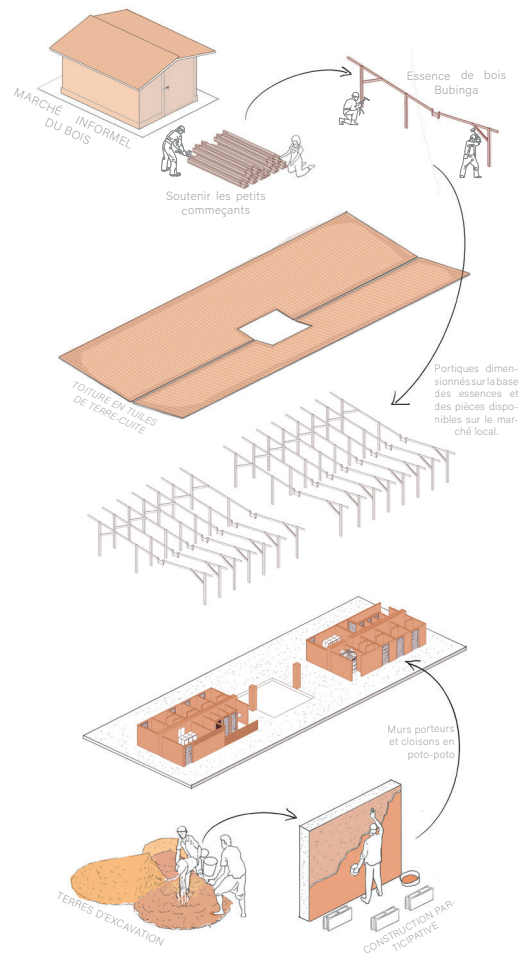 MARCHÉ INFORMEL
DU BOIS
Essence de bois
Bubinga
Soutenir les petits
commeçants
TOITURE EN TUILES
DE TERRE-CUITE
Portiques dimen-
sionnés sur la base
des essences et
des pièces dispo-
nibles sur le mar-
ché local.
Murs porteurs
et cloisons en
poto-poto
TERRES D'EXCAVATION
CONSTRUCTION PAR-
TICIPATIVE